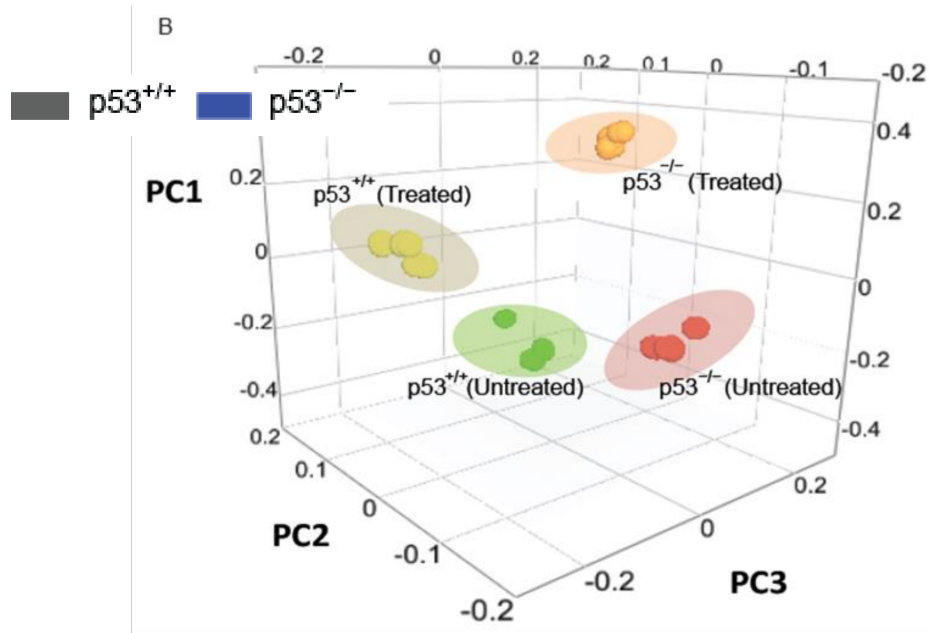 B
-0.2 0 0.2 0.2 0.1 0 -0.1 -0.2
p53+/+ p53−/−
0.4
p53−/− (Treated)
PC1 0.2
p53+/+ (Treated)
0.2
0
0
-0.2
-0.2
p53+/+(Untreated)
p53−/−(Untreated)
-0.4
-0.4
0.2
0.1
0.2
0
0
PC2
-0.1
-0.2
PC3
-0.2